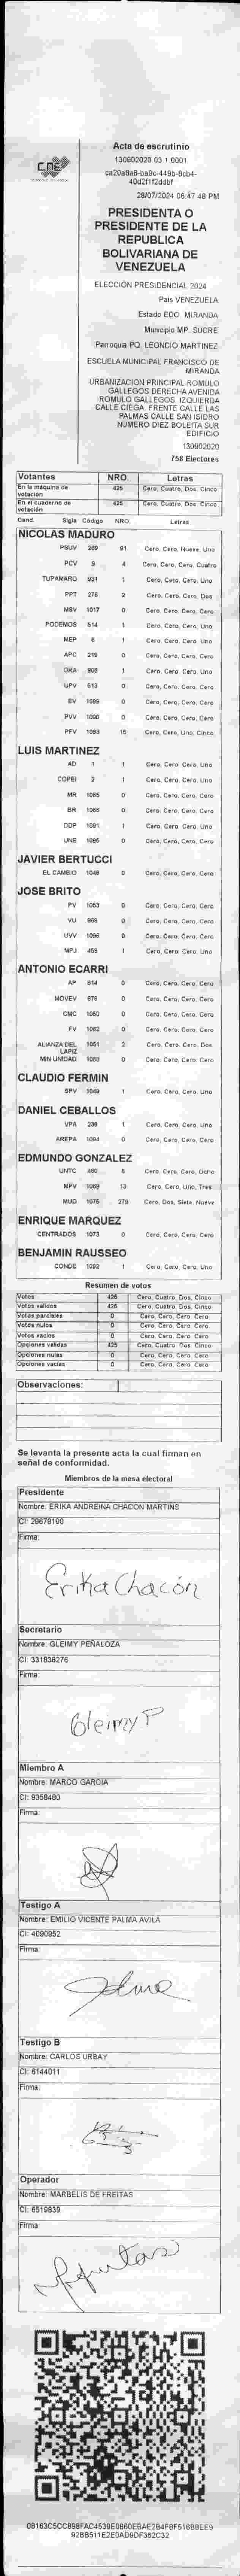 CNE
Acta de escrutinio
130902020.03.1.0001
ca20a8a8-ba9c-449b-8cb4-
40d2f1f2ddbf
28/07/2024 06:47:48 PM
PRESIDENTA O
PRESIDENTE DE LA
REPUBLICA
BOLIVARIANA DE
VENEZUELA
ELECCIÓN PRESIDENCIAL 2024
País VENEZUELA
Estado EDO. MIRANDA
Municipio MP. SUCRE
Parroquia PQ. LEONCIO MARTINEZ
ESCUELA MUNICIPAL FRANCISCO DE
MIRANDA
URBANIZACION PRINCIPAL ROMULO
GALLEGOS DERECHA AVENIDA
ROMULO GALLEGOS. IZQUIERDA
CALLE CIEGA. FRENTE CALLE LAS
PALMAS CALLE SAN ISIDRO
NÚMERO DIEZ BOLEITA SUR
EDIFICIO
130902020
758 Electores
Votantes NRO. Letras
En la máquina de votación 425 Cero, Cuatro, Dos, Cinco
En el cuaderno de votación 425 Cero, Cuatro, Dos, Cinco
Cand. Sigla Código NRO. Letras
NICOLAS MADURO
PSUV 269 91 Cero, Cero, Nueve, Uno
PCV 9 4 Cero, Cero, Cero, Cuatro
TUPAMARO 931 1 Cero, Cero, Cero, Uno
PPT 276 2 Cero, Cero, Cero, Dos
MSV 1017 0 Cero, Cero, Cero, Cero
PODEMOS 514 1 Cero, Cero, Cero, Uno
MEP 6 1 Cero, Cero, Cero, Uno
APC 219 0 Cero, Cero, Cero, Cero
ORA 906 1 Cero, Cero, Cero, Uno
UPV 613 0 Cero, Cero, Cero, Cero
EV 1089 0 Cero, Cero, Cero, Cero
PVV 1090 0 Cero, Cero, Cero, Cero
PFV 1093 15 Cero, Cero, Uno, Cinco
LUIS MARTINEZ
AD 1 1 Cero, Cero, Cero, Uno
COPEI 2 1 Cero, Cero, Cero, Uno
MR 1065 0 Cero, Cero, Cero, Cero
BR 1068 0 Cero, Cero, Cero, Cero
DDP 1091 1 Cero, Cero, Cero, Uno
UNE 1095 0 Cero, Cero, Cero, Cero
JAVIER BERTUCCI
EL CAMBIO 1048 0 Cero, Cero, Cero, Cero
JOSE BRITO
PV 1053 0 Cero, Cero, Cero, Cero
VU 968 0 Cero, Cero, Cero, Cero
UVV 1096 0 Cero, Cero, Cero, Cero
MPJ 458 1 Cero, Cero, Cero, Uno
ANTONIO ECARRI
AP 814 0 Cero, Cero, Cero, Cero
MOVEV 979 0 Cero, Cero, Cero, Cero
CMC 1050 0 Cero, Cero, Cero, Cero
FV 1062 0 Cero, Cero, Cero, Cero
ALIANZA DEL LAPIZ 1051 2 Cero, Cero, Cero, Dos
MIN UNIDAD 1058 0 Cero, Cero, Cero, Cero
CLAUDIO FERMIN
SPV 1049 1 Cero, Cero, Cero, Uno
DANIEL CEBALLOS
VPA 238 1 Cero, Cero, Cero, Uno
AREPA 1094 0 Cero, Cero, Cero, Cero
EDMUNDO GONZALEZ
UNTC 460 8 Cero, Cero, Cero, Ocho
MPV 1069 13 Cero, Cero, Uno, Tres
MUD 1075 279 Cero, Dos, Siete, Nueve
ENRIQUE MARQUEZ
CENTRADOS 1073 0 Cero, Cero, Cero, Cero
BENJAMIN RAUSSEO
CONDE 1092 1 Cero, Cero, Cero, Uno
Resumen de votos
Votos 425 Cero, Cuatro, Dos, Cinco
Votos validos 425 Cero, Cuatro, Dos, Cinco
Votos parciales 0 Cero, Cero, Cero, Cero
Votos nulos 0 Cero, Cero, Cero, Cero
Votos vacios 0 Cero, Cero, Cero, Cero
Opciones validas 425 Cero, Cuatro, Dos, Cinco
Opciones nulas 0 Cero, Cero, Cero, Cero
Opciones vacías 0 Cero, Cero, Cero, Cero
Observaciones:
Se levanta la presente acta la cual firman en
señal de conformidad.
Miembros de la mesa electoral
Presidente
Nombre: ERIKA ANDREINA CHACON MARTINS
CI: 29678190
Firma:
Erika Chacón
Secretario
Nombre: GLEIMY PEÑALOZA
CI: 331838276
Firma:
Gleimy P
Miembro A
Nombre: MARCO GARCIA
CI: 9358480
Firma:
Testigo A
Nombre: EMILIO VICENTE PALMA AVILA
CI: 4090952
Firma:
Testigo B
Nombre: CARLOS URBAY
CI: 6144011
Firma:
Operador
Nombre: MARBELIS DE FREITAS
CI: 6519839
Firma:
0B163C5CC898FAC4539E0B60EBAE2B4F8F516B8EE9
92BB511E2E0AD9DF362C32